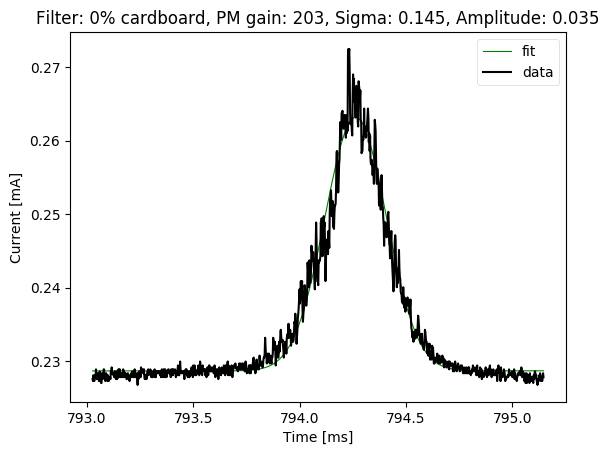 Filter: 0% cardboard, PM gain: 203, Sigma: 0.145, Amplitude: 0.035
fit
data
0.27
0.26
0.25
0.24
0.23
Current [mA]
793.0 793.5 794.0 794.5 795.0
Time [ms]